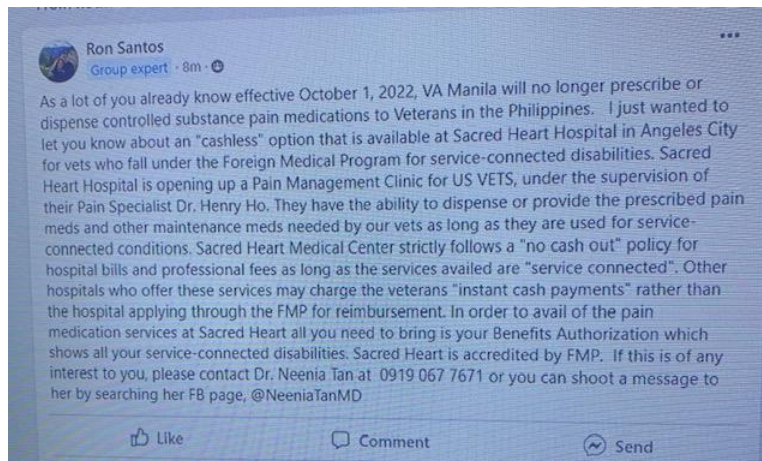 Ron Santos
Group expert · 8m ·
As a lot of you already know effective October 1, 2022, VA Manila will no longer prescribe or
dispense controlled substance pain medications to Veterans in the Philippines. I just wanted to
let you know about an "cashless" option that is available at Sacred Heart Hospital in Angeles City
for vets who fall under the Foreign Medical Program for service-connected disabilities. Sacred
Heart Hospital is opening up a Pain Management Clinic for US VETS, under the supervision of
their Pain Specialist Dr. Henry Ho. They have the ability to dispense or provide the prescribed pain
meds and other maintenance meds needed by our vets as long as they are used for service-
connected conditions. Sacred Heart Medical Center strictly follows a "no cash out" policy for
hospital bills and professional fees as long as the services availed are "service connected". Other
hospitals who offer these services may charge the veterans "instant cash payments" rather than
the hospital applying through the FMP for reimbursement. In order to avail of the pain
medication services at Sacred Heart all you need to bring is your Benefits Authorization which
shows all your service-connected disabilities. Sacred Heart is accredited by FMP. If this is of any
interest to you, please contact Dr. Neenia Tan at 0919 067 7671 or you can shoot a message to
her by searching her FB page, @NeeniaTanMD
Like
Comment
Send